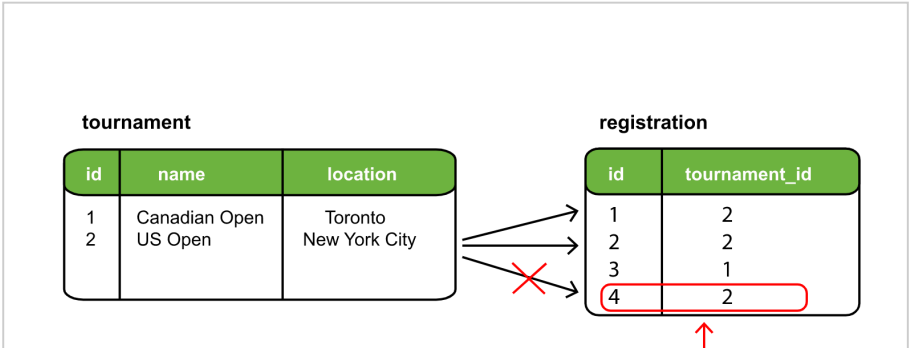 tournament
registration
id name location
id tournament_id
1 Canadian Open Toronto
2 US Open New York City
1 2
2 2
3 1
4 2